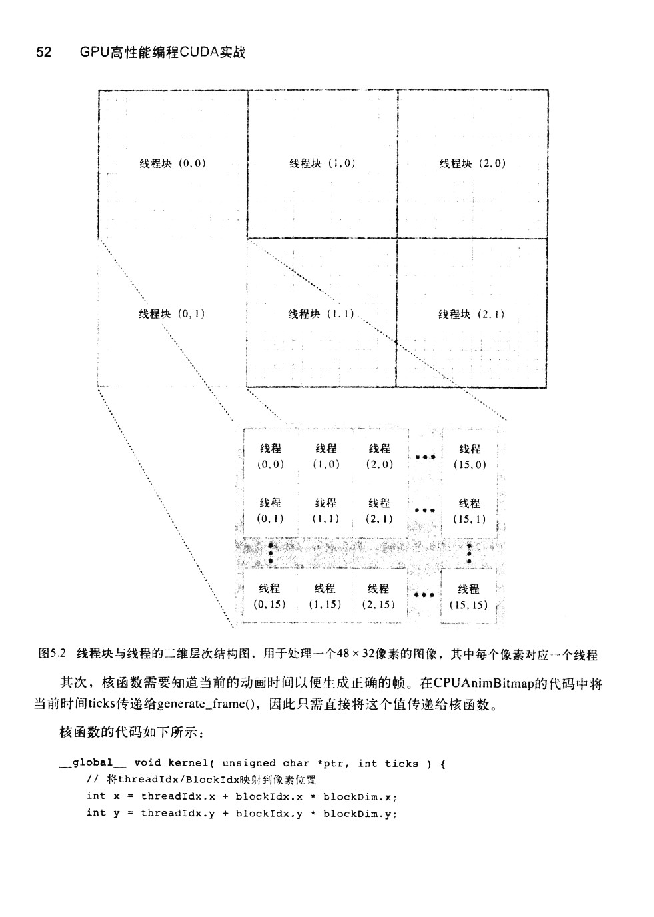 52 GPU高性能编程CUDA实战
线程块 (0,0) 线程块 (1,0) 线程块 (2,0)
线程块 (0,1) 线程块 (1,1) 线程块 (2,1)
线程 线程 线程 线程
(0,0) (1,0) (2,0) (15,0)
线程 线程 线程 线程
(0,1) (1,1) (2,1) (15,1)
线程 线程 线程 线程
(0,15) (1,15) (2,15) (15,15)
图5.2 线程块与线程的二维层次结构图，用于处理一个48×32像素的图像，其中每个像素对应一个线程
其次，核函数需要知道当前的动画时间以便生成正确的帧。在CPUAnimBitmap的代码中将
当前时间ticks传递给generate_frame()，因此只需直接将这个值传递给核函数。
核函数的代码如下所示：
__global__ void kernel( unsigned char *ptr, int ticks ) {
// 将threadIdx/BlockIdx映射到像素位置
int x = threadIdx.x + blockIdx.x * blockDim.x;
int y = threadIdx.y + blockIdx.y * blockDim.y;